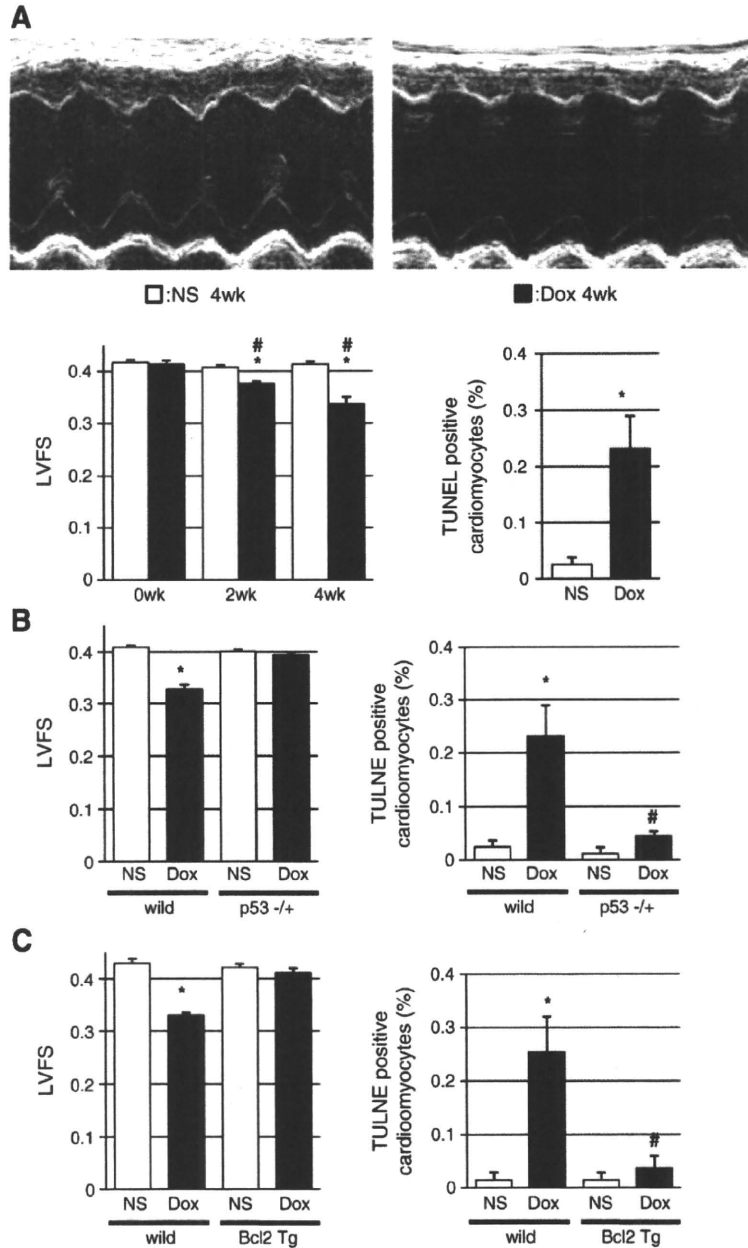 A
□:NS 4wk
■:Dox 4wk
LVFS
0.4
0.3
0.2
0.1
0
0wk 2wk 4wk
#
*
#
*
TUNEL positive
cardiomyocytes (%)
0.4
0.3
0.2
0.1
0
*
NS Dox
B
LVFS
0.4
0.3
0.2
0.1
0
*
NS Dox NS Dox
wild p53 -/+
TULNE positive
cardioomyocytes (%)
0.4
0.3
0.2
0.1
0
*
#
NS Dox NS Dox
wild p53 -/+
C
LVFS
0.4
0.3
0.2
0.1
0
*
NS Dox NS Dox
wild Bcl2 Tg
TULNE positive
cardioomyocytes (%)
0.4
0.3
0.2
0.1
0
*
#
NS Dox NS Dox
wild Bcl2 Tg